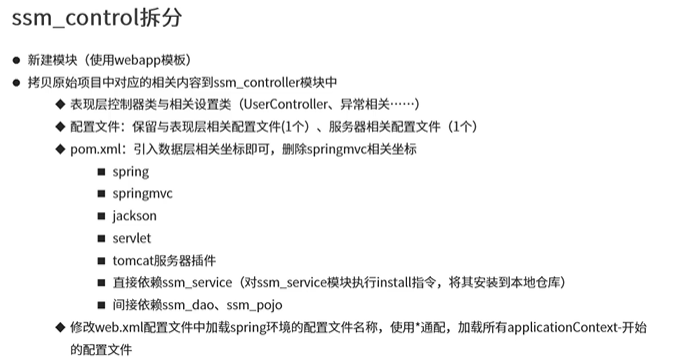 ssm_control拆分
● 新建模块（使用webapp模板）
● 拷贝原始项目中对应的相关内容到ssm_controller模块中
◆ 表现层控制器类与相关设置类（UserController、异常相关……）
◆ 配置文件：保留与表现层相关配置文件(1个）、服务器相关配置文件（1个）
◆ pom.xml：引入数据层相关坐标即可，删除springmvc相关坐标
■ spring
■ springmvc
■ jackson
■ servlet
■ tomcat服务器插件
■ 直接依赖ssm_service（对ssm_service模块执行install指令，将其安装到本地仓库）
■ 间接依赖ssm_dao、ssm_pojo
◆ 修改web.xml配置文件中加载spring环境的配置文件名称，使用*通配，加载所有applicationContext-开始
的配置文件